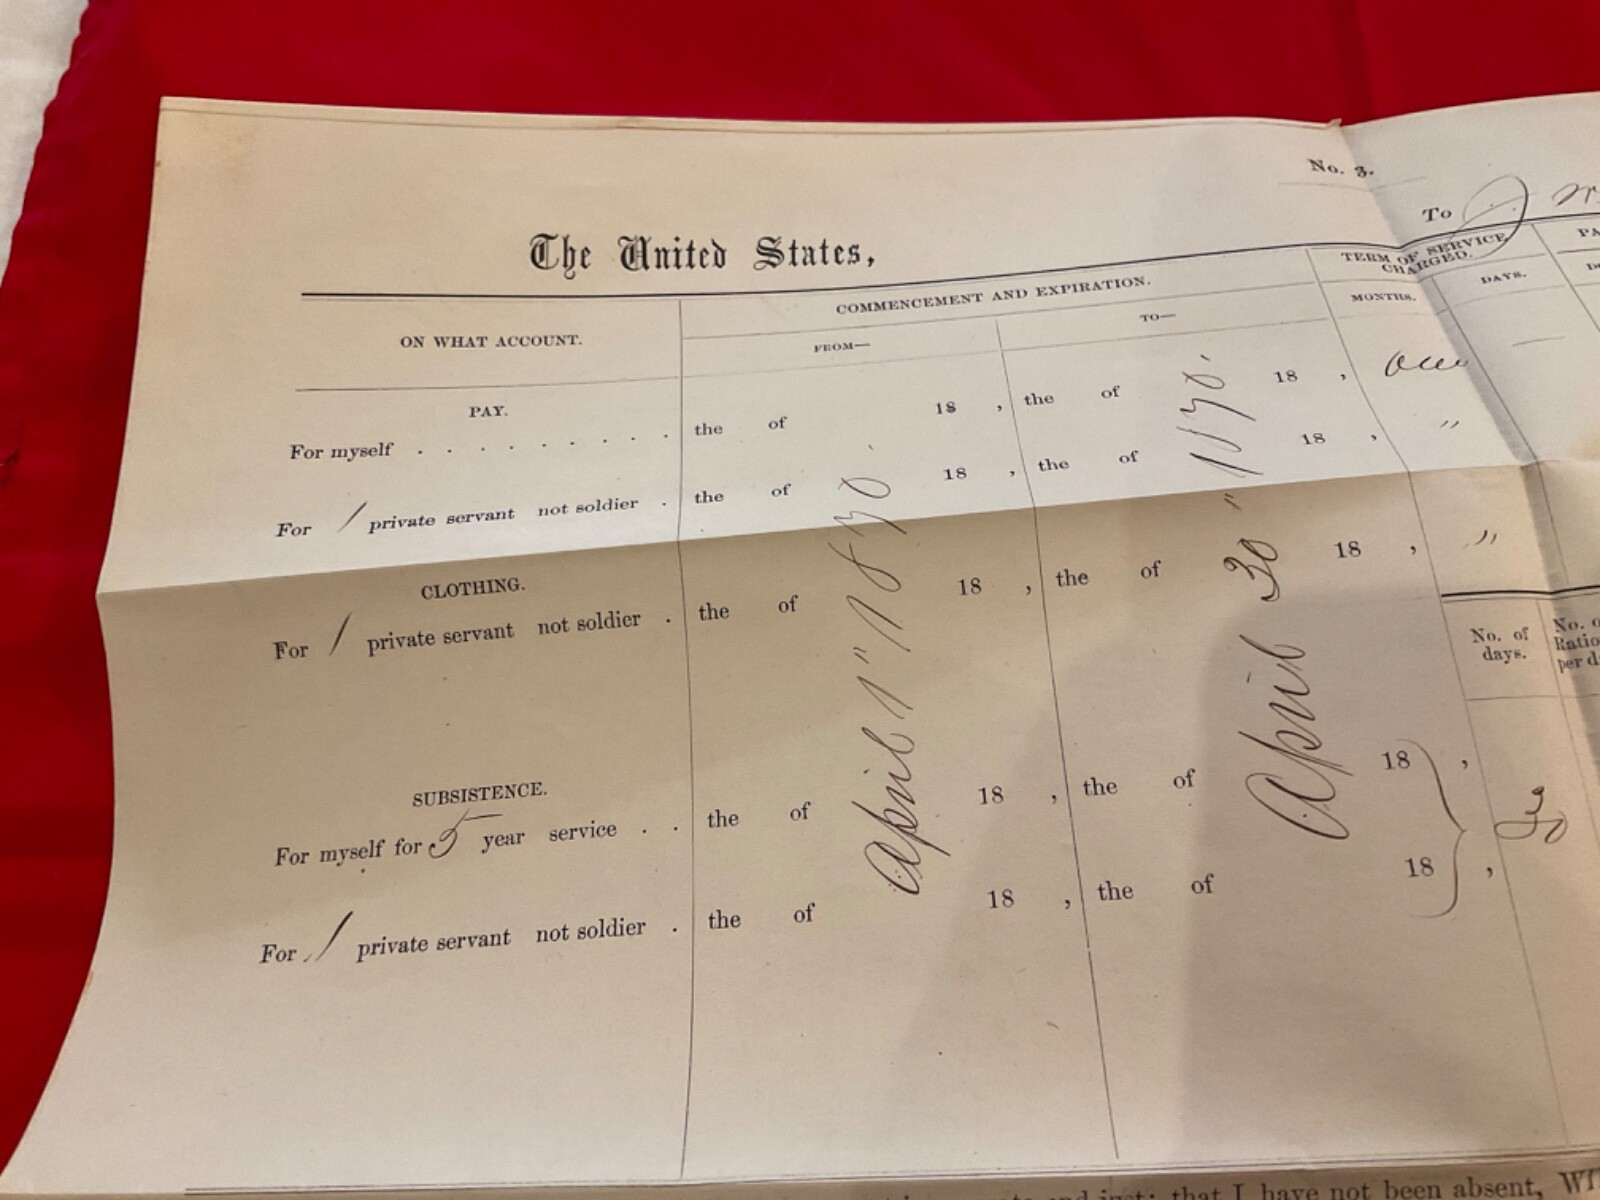 No. 3.
The United States,
To
ON WHAT ACCOUNT.
COMMENCEMENT AND EXPIRATION.
TERM OF SERVICE CHARGED.
FROM—
TO—
MONTHS.
DAYS.
PAY.
For myself . . . . . . . . . the of 18 , the of 18 , One
For / private servant not soldier . the of 18 , the of 18 , "
CLOTHING.
For / private servant not soldier . the of 18 , the of 18 , "
April 1" 1870.
April 30" 1870.
No. of days.
SUBSISTENCE.
For myself for 5 year service . . the of 18 , the of 18 , 30
For / private servant not soldier . the of 18 , the of 18 ,
that I have not been absent,